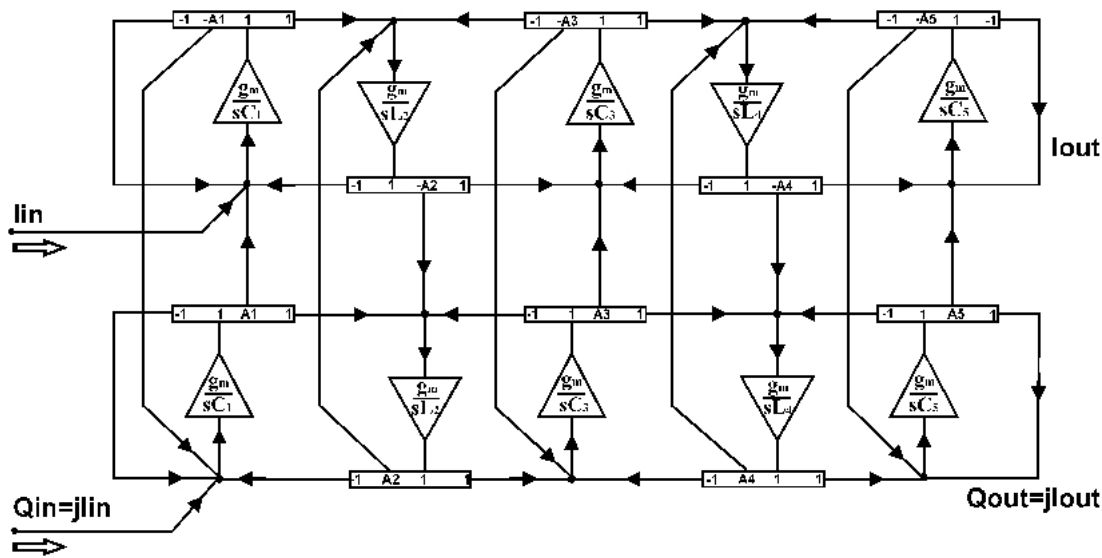 -1 -A1 1 1
-1 -A3 1 1
-1 -A5 1 -1
gm
sC1
gm
sL2
gm
sC3
gm
sL4
gm
sC5
Iout
-1 1 -A2 1
-1 1 -A4 1
Iin
-1 1 A1 1
-1 1 A3 1
-1 1 A5 1
gm
sC1
gm
sL2
gm
sC3
gm
sL4
gm
sC5
-1 A2 1 1
-1 A4 1 1
Qin=jIin
Qout=jIout